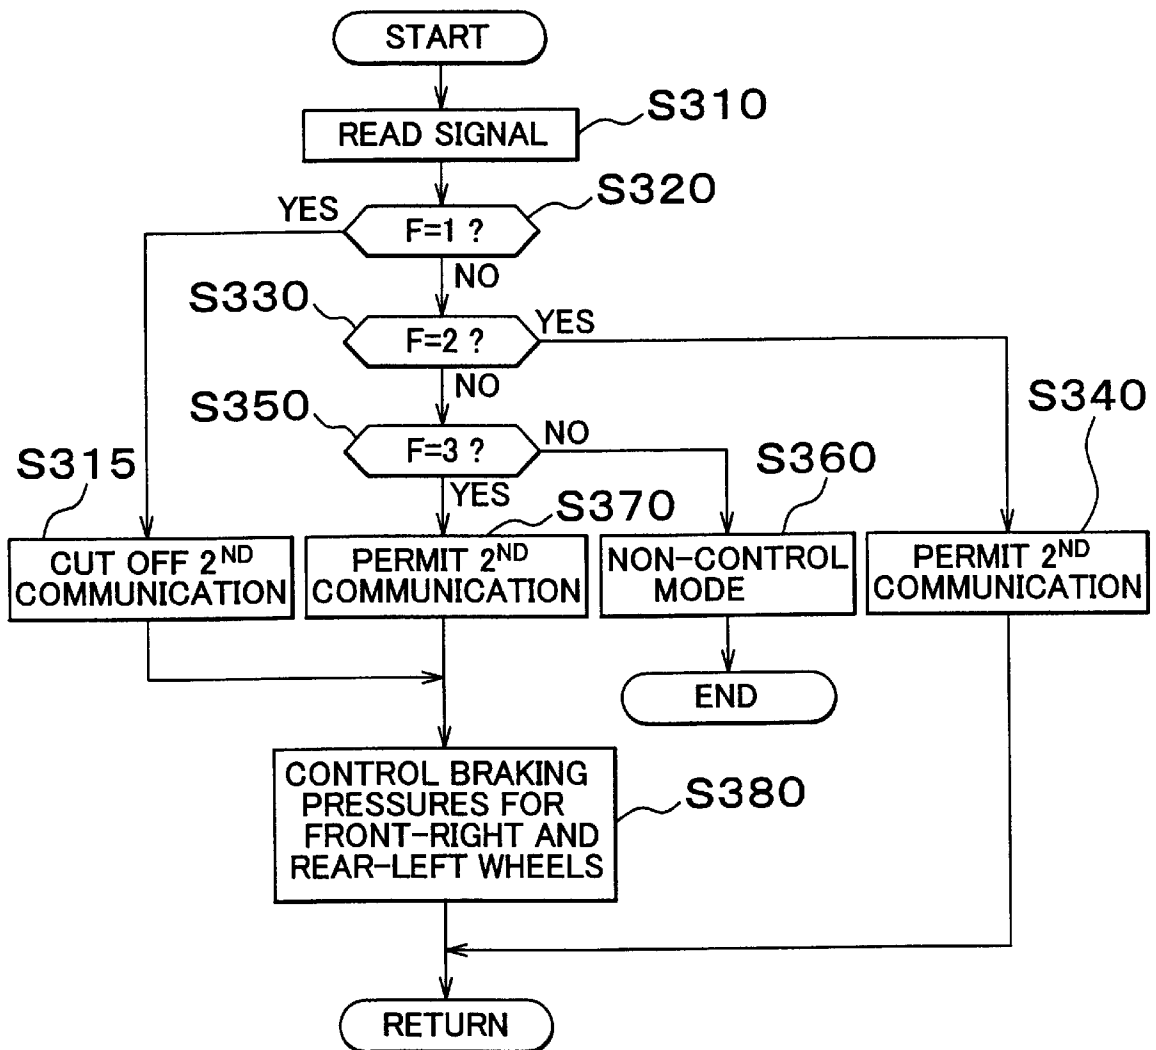 START
S310
READ SIGNAL
S320
YES
F=1 ?
NO
S330
F=2 ?
YES
NO
S350
F=3 ?
NO
S340
S315
YES
S360
S370
CUT OFF 2ND
COMMUNICATION
PERMIT 2ND
COMMUNICATION
NON-CONTROL
MODE
PERMIT 2ND
COMMUNICATION
END
CONTROL BRAKING
PRESSURES FOR
FRONT-RIGHT AND
REAR-LEFT WHEELS
S380
RETURN